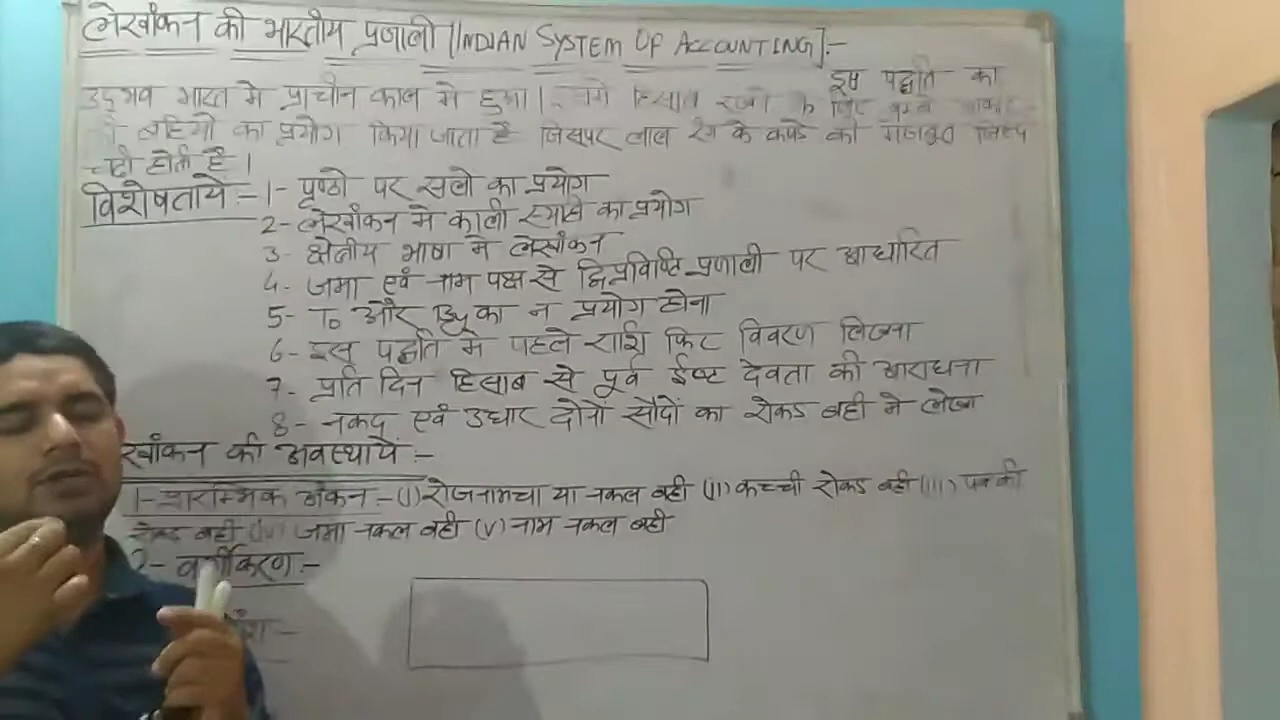 लेखांकन की भारतीय प्रणाली [INDIAN SYSTEM OF ACCOUNTING]:-
इस पद्धति का
उद्भव भारत मे प्राचीन काल मे हुआ। हिसाब रखने के लिए
बहियो का प्रयोग किया जाता है जिसपर लाल रंग के कपडे की मजबूत जिल्द
होती है।
विशेषताये:- 1- पृष्ठो पर सलो का प्रयोग
2- लेखांकन मे काली स्याही का प्रयोग
3- क्षेत्रीय भाषा मे लेखांकन
4- जमा एवं नाम पक्ष से द्विप्रविष्टि प्रणाली पर आधारित
5- To और By का न प्रयोग होना
6- इस पद्धति मे पहले राशि फिर विवरण लिखना
7- प्रति दिन हिसाब से पूर्व ईष्ट देवता की आराधना
8- नकद एवं उधार दोनों सौदों का रोकड बही मे लेखा
खांकन की अवस्थायें:-
1- प्रारम्भिक अंकन:- (i) रोजनामचा या नकल बही (ii) कच्ची रोकड बही (iii) पक्की
रोकड बही (iv) जमा नकल बही (v) नाम नकल बही
2- वर्गीकरण:-